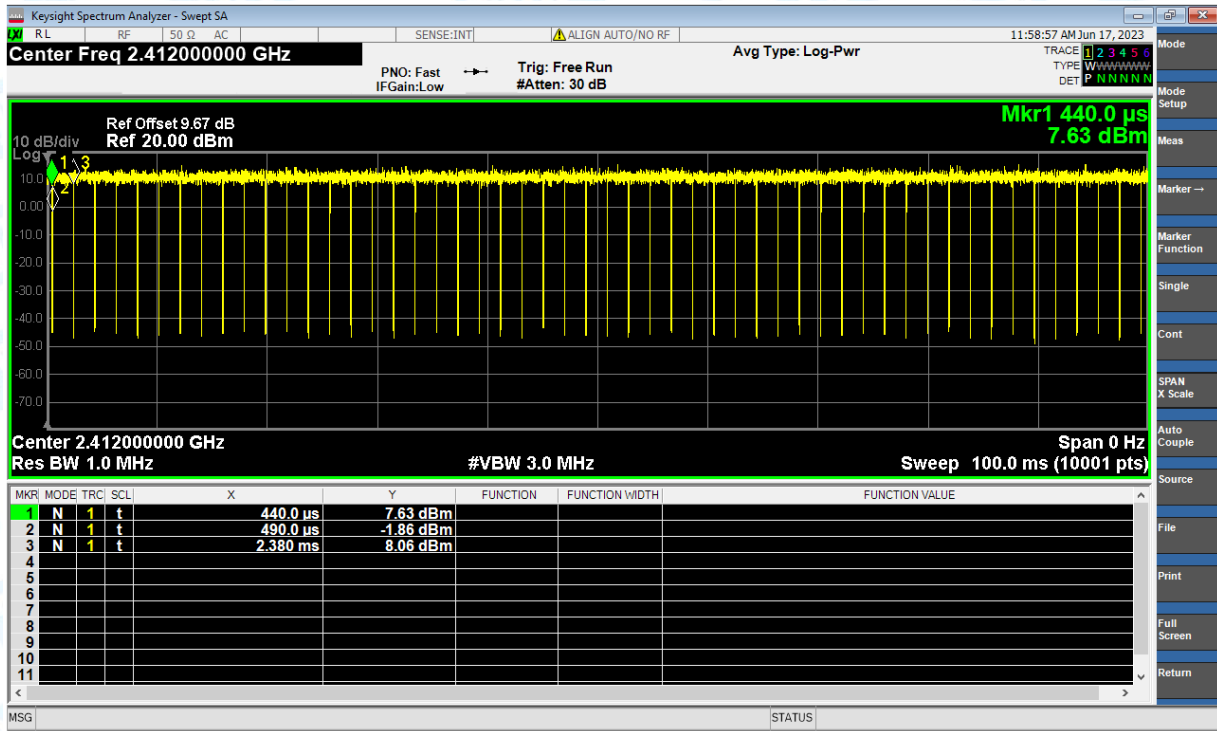 Keysight Spectrum Analyzer - Swept SA
LXI RL RF 50 Ω AC SENSE:INT ALIGN AUTO/NO RF 11:58:57 AM Jun 17, 2023
Center Freq 2.412000000 GHz
Avg Type: Log-Pwr
TRACE 1 2 3 4 5 6
TYPE WWWWWW
DET P N N N N N
PNO: Fast
IFGain:Low
Trig: Free Run
#Atten: 30 dB
Mkr1 440.0 µs
7.63 dBm
Ref Offset 9.67 dB
10 dB/div Ref 20.00 dBm
Log
1
2
3
10.0
0.00
-10.0
-20.0
-30.0
-40.0
-50.0
-60.0
-70.0
Center 2.412000000 GHz Span 0 Hz
Res BW 1.0 MHz #VBW 3.0 MHz Sweep 100.0 ms (10001 pts)
MKR MODE TRC SCL X Y FUNCTION FUNCTION WIDTH FUNCTION VALUE
1 N 1 t 440.0 µs 7.63 dBm
2 N 1 t 490.0 µs -1.86 dBm
3 N 1 t 2.380 ms 8.06 dBm
4
5
6
7
8
9
10
11
MSG STATUS
Mode
Mode
Setup
Meas
Marker →
Marker
Function
Single
Cont
SPAN
X Scale
Auto
Couple
Source
File
Print
Full
Screen
Return